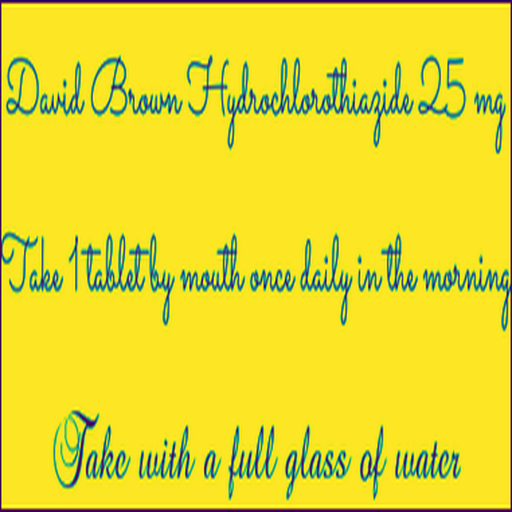 David Brown Hydrochlorothiazide 25 mg
Take 1 tablet by mouth once daily in the morning
Take with a full glass of water